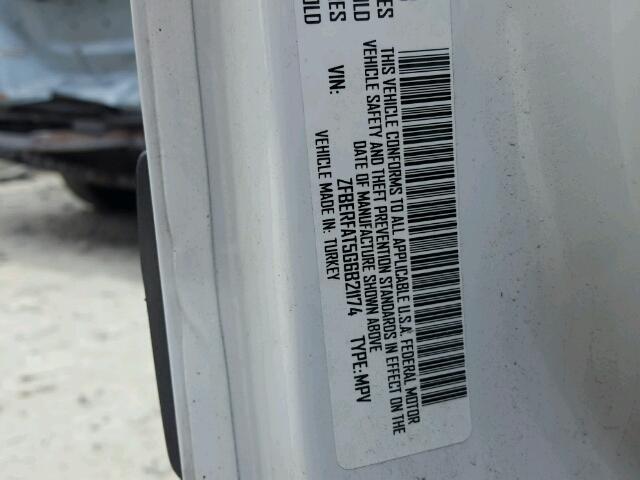 THIS VEHICLE CONFORMS TO ALL APPLICABLE U.S.A. FEDERAL MOTOR
VEHICLE SAFETY AND THEFT PREVENTION STANDARDS IN EFFECT ON THE
DATE OF MANUFACTURE SHOWN ABOVE
VIN: ZFBERFAT5G6B21174 TYPE: MPV
VEHICLE MADE IN: TURKEY